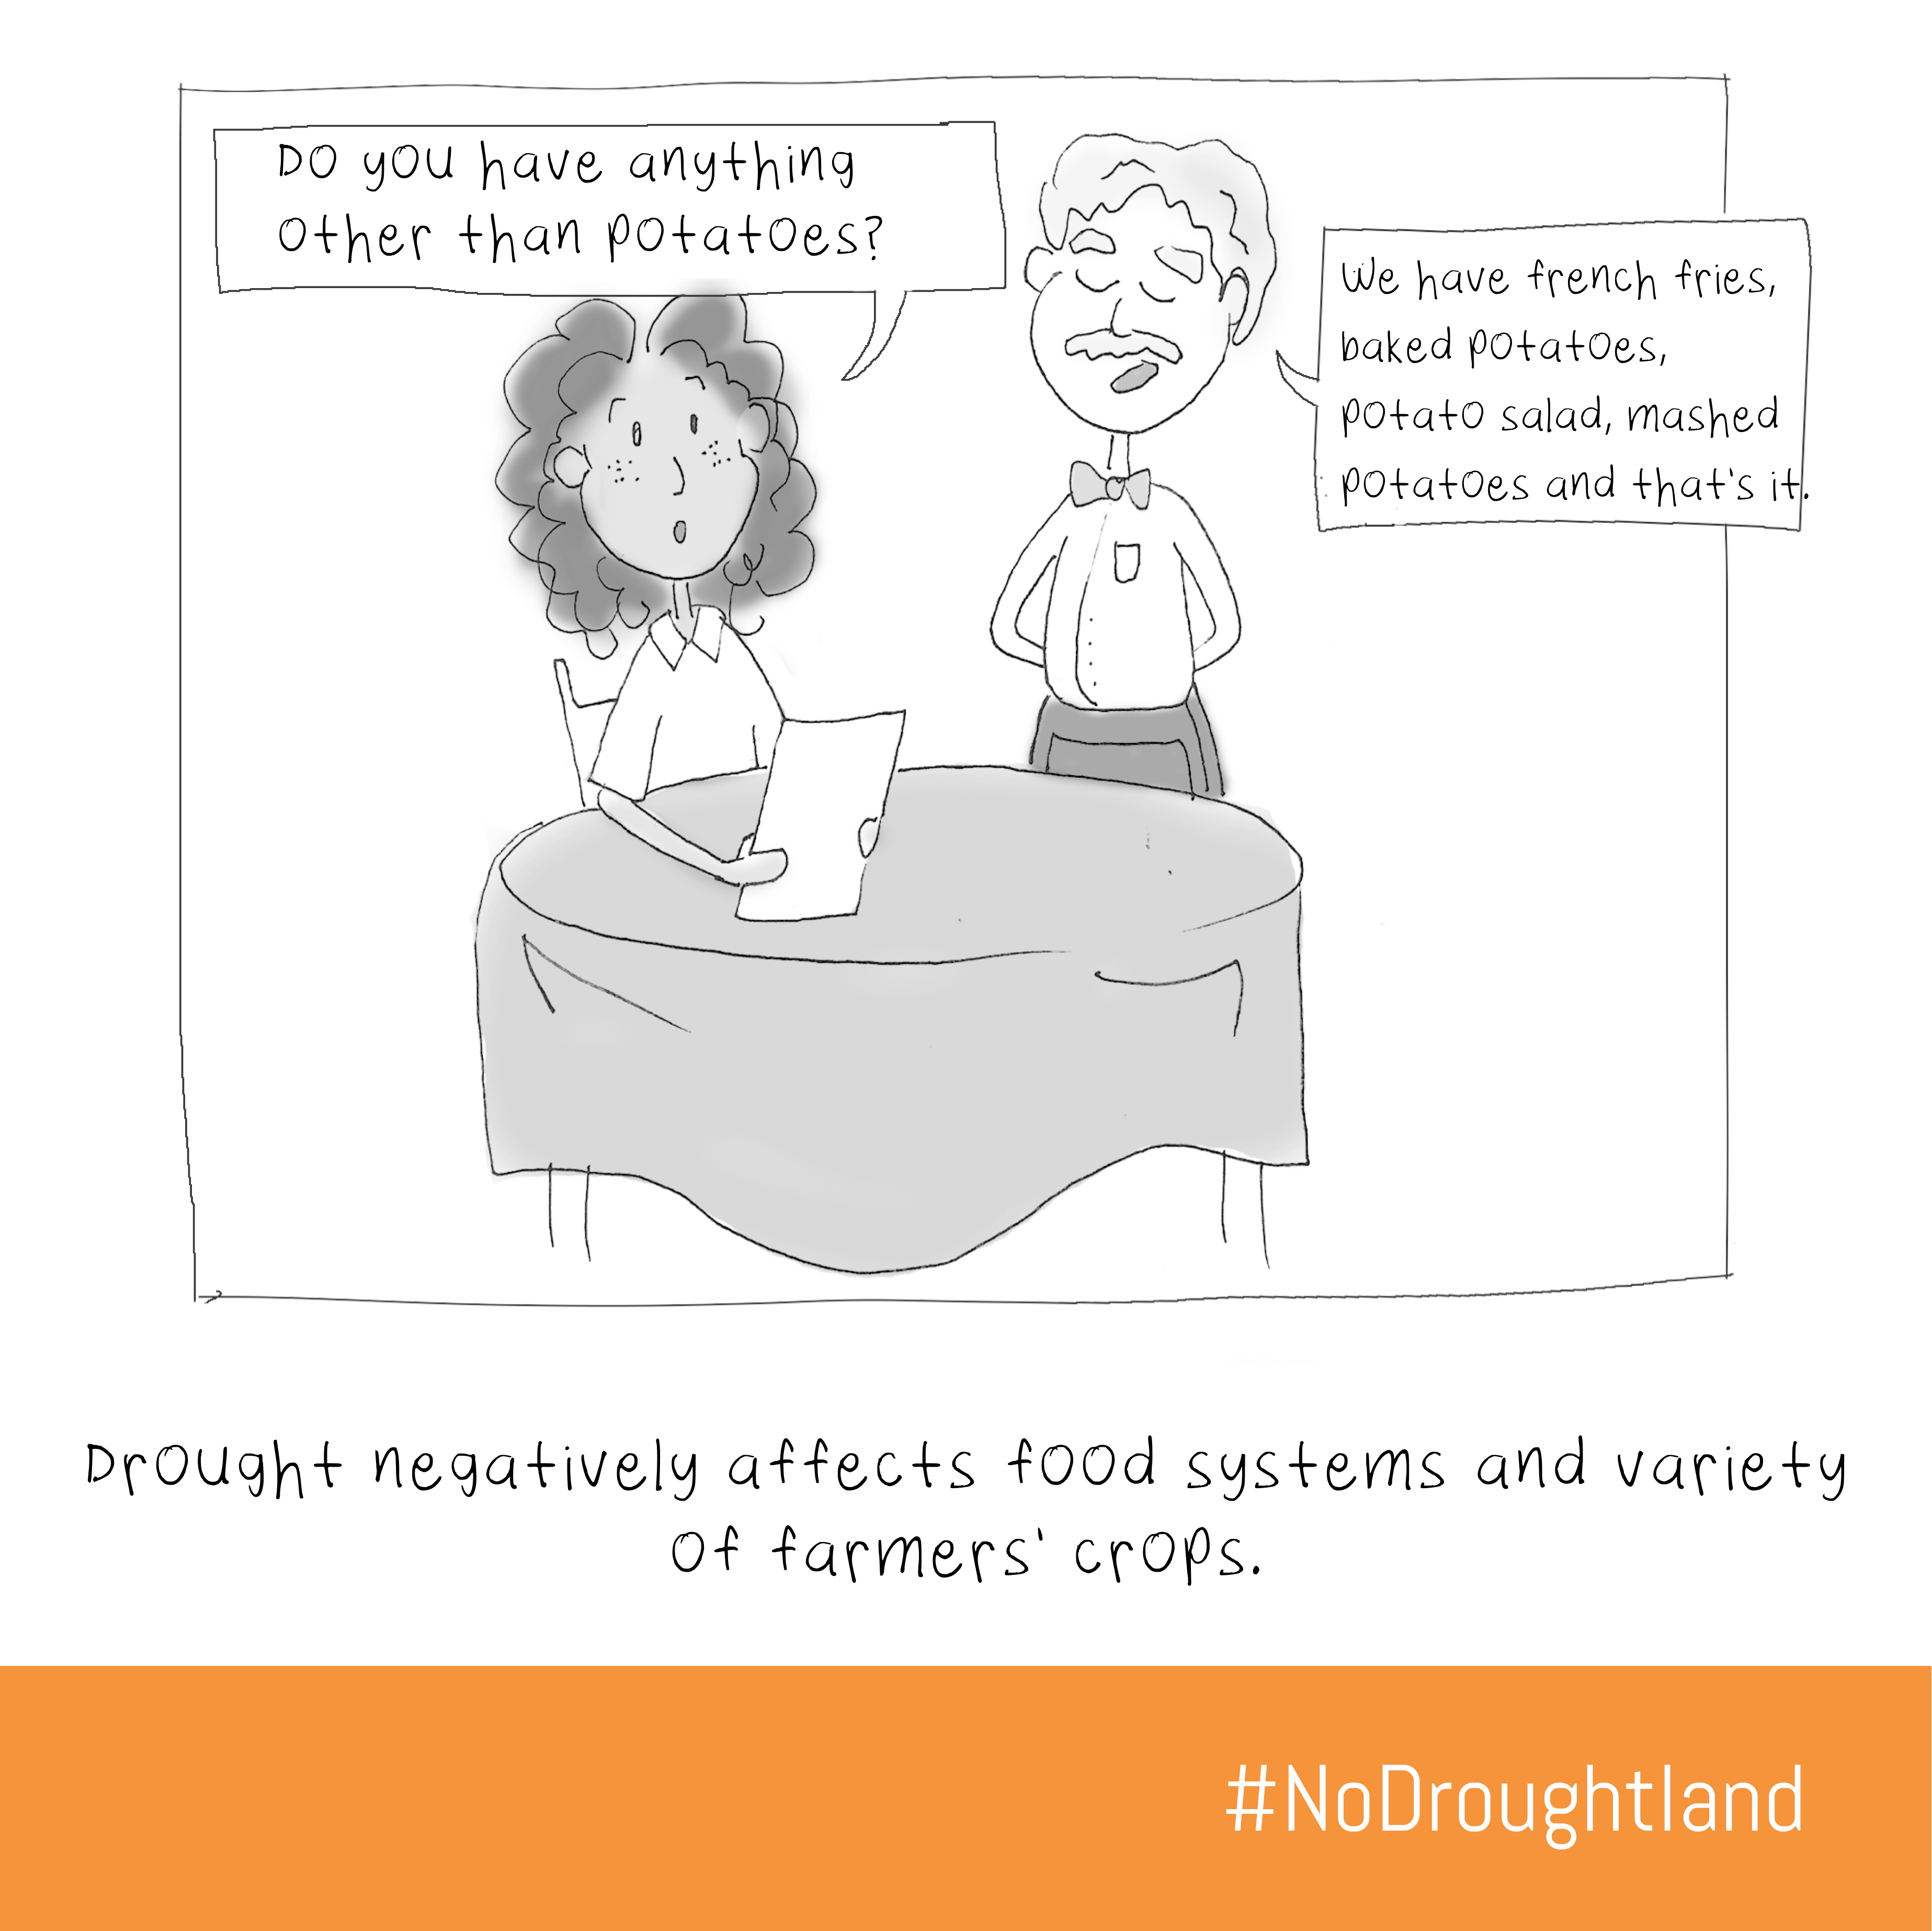 Do you have anything
other than potatoes?
We have french fries,
baked potatoes,
potato salad, mashed
potatoes and that's it.
Drought negatively affects food systems and variety
of farmers' crops.
#NoDroughtland